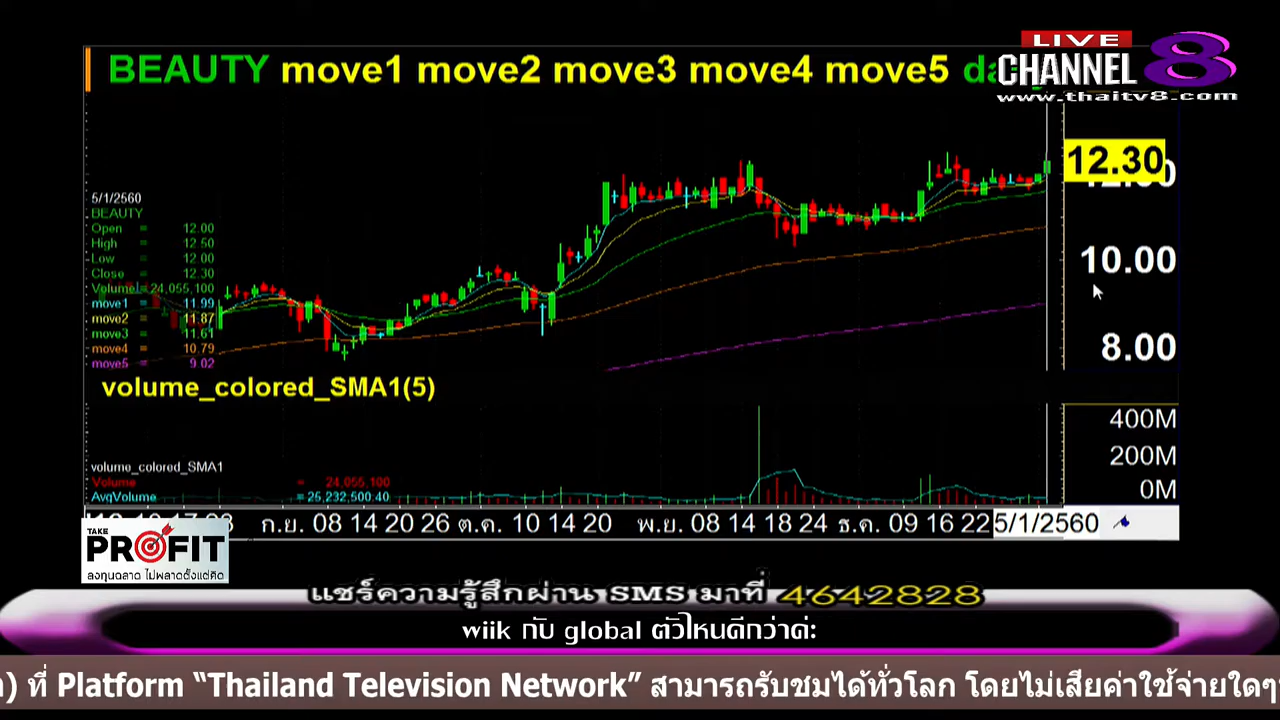 BEAUTY move1 move2 move3 move4 move5
LIVE
CHANNEL 8
www.thaitv8.com
12.30
10.00
8.00
5/1/2560
BEAUTY
Open = 12.00
High = 12.50
Low = 12.00
Close = 12.30
Volume = 24,055,100
move1 = 11.99
move2 = 11.87
move3 = 11.61
move4 = 10.79
move5 = 9.02
volume_colored_SMA1(5)
400M
200M
0M
volume_colored_SMA1
Volume = 24,055,100
AvgVolume = 25,232,500.40
ก.ย. 08 14 20 26 ต.ค. 10 14 20 พ.ย. 08 14 18 24 ธ.ค. 09 16 22 5/1/2560
TAKE
PROFIT
ลงทุนฉลาด ไม่พลาดตั้งแต่คิด
แชร์ความรู้สึกผ่าน SMS มาที่ 4642828
wiik กับ global ตัวไหนดีกว่าค่:
) ที่ Platform “Thailand Television Network” สามารถรับชมได้ทั่วโลก โดยไม่เสียค่าใช้จ่ายใดๆ